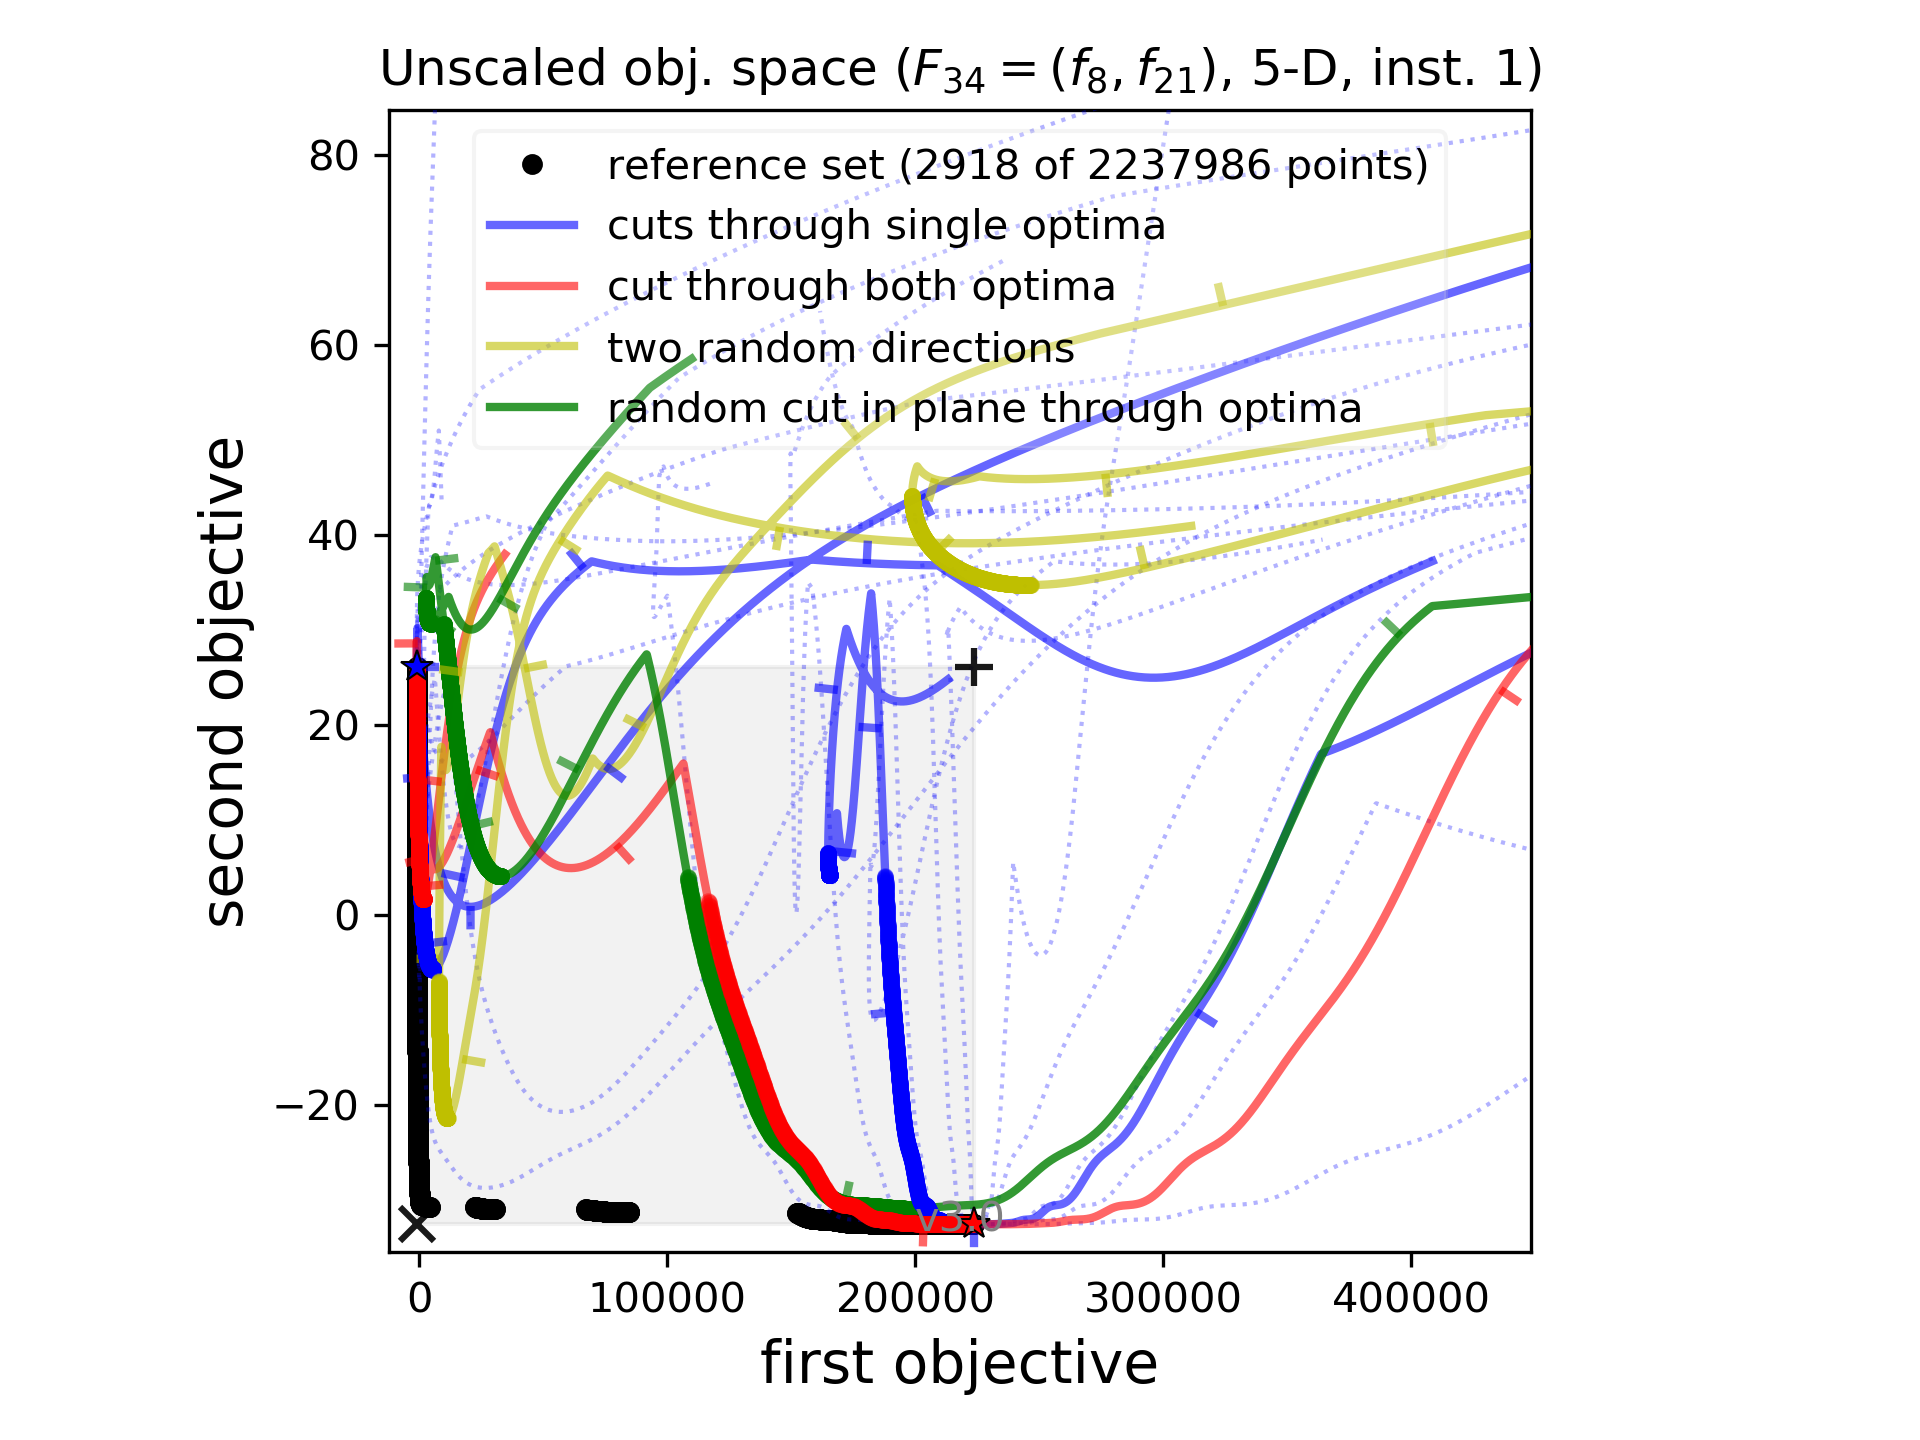 Unscaled obj. space (F34 = (f8, f21), 5-D, inst. 1)
reference set (2918 of 2237986 points)
cuts through single optima
cut through both optima
two random directions
random cut in plane through optima
second objective
80
60
40
20
0
−20
v3.0
0
100000
200000
300000
400000
first objective